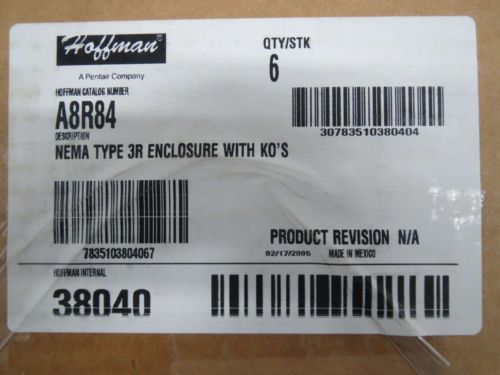 Hoffman®
A Pentair Company
QTY/STK
6
HOFFMAN CATALOG NUMBER
A8R84
DESCRIPTION
30783510380404
NEMA TYPE 3R ENCLOSURE WITH KO'S
7835103804067
PRODUCT REVISION N/A
02/17/2005 MADE IN MEXICO
HOFFMAN INTERNAL
38040